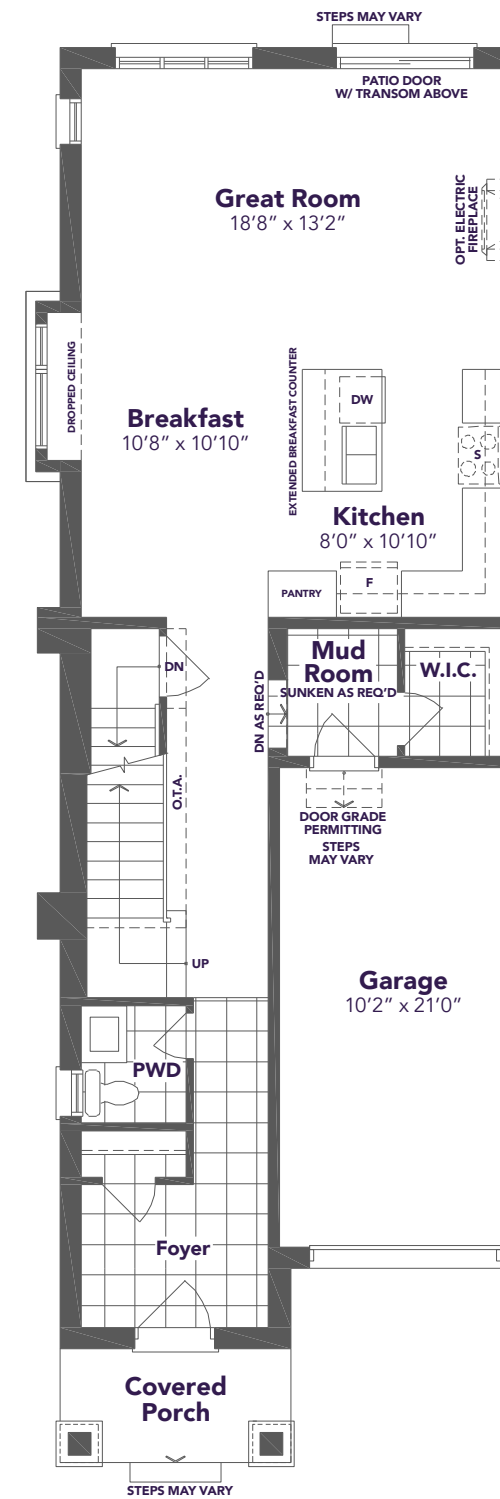 STEPS MAY VARY
PATIO DOOR
W/ TRANSOM ABOVE
Great Room
18'8" x 13'2"
OPT. ELECTRIC
FIREPLACE
DROPPED CEILING
Breakfast
10'8" x 10'10"
EXTENDED BREAKFAST COUNTER
DW
S
Kitchen
8'0" x 10'10"
PANTRY
F
DN
Mud
Room
SUNKEN AS REQ'D
W.I.C.
DN AS REQ'D
O.T.A.
DOOR GRADE
PERMITTING
STEPS
MAY VARY
UP
Garage
10'2" x 21'0"
PWD
Foyer
Covered
Porch
STEPS MAY VARY